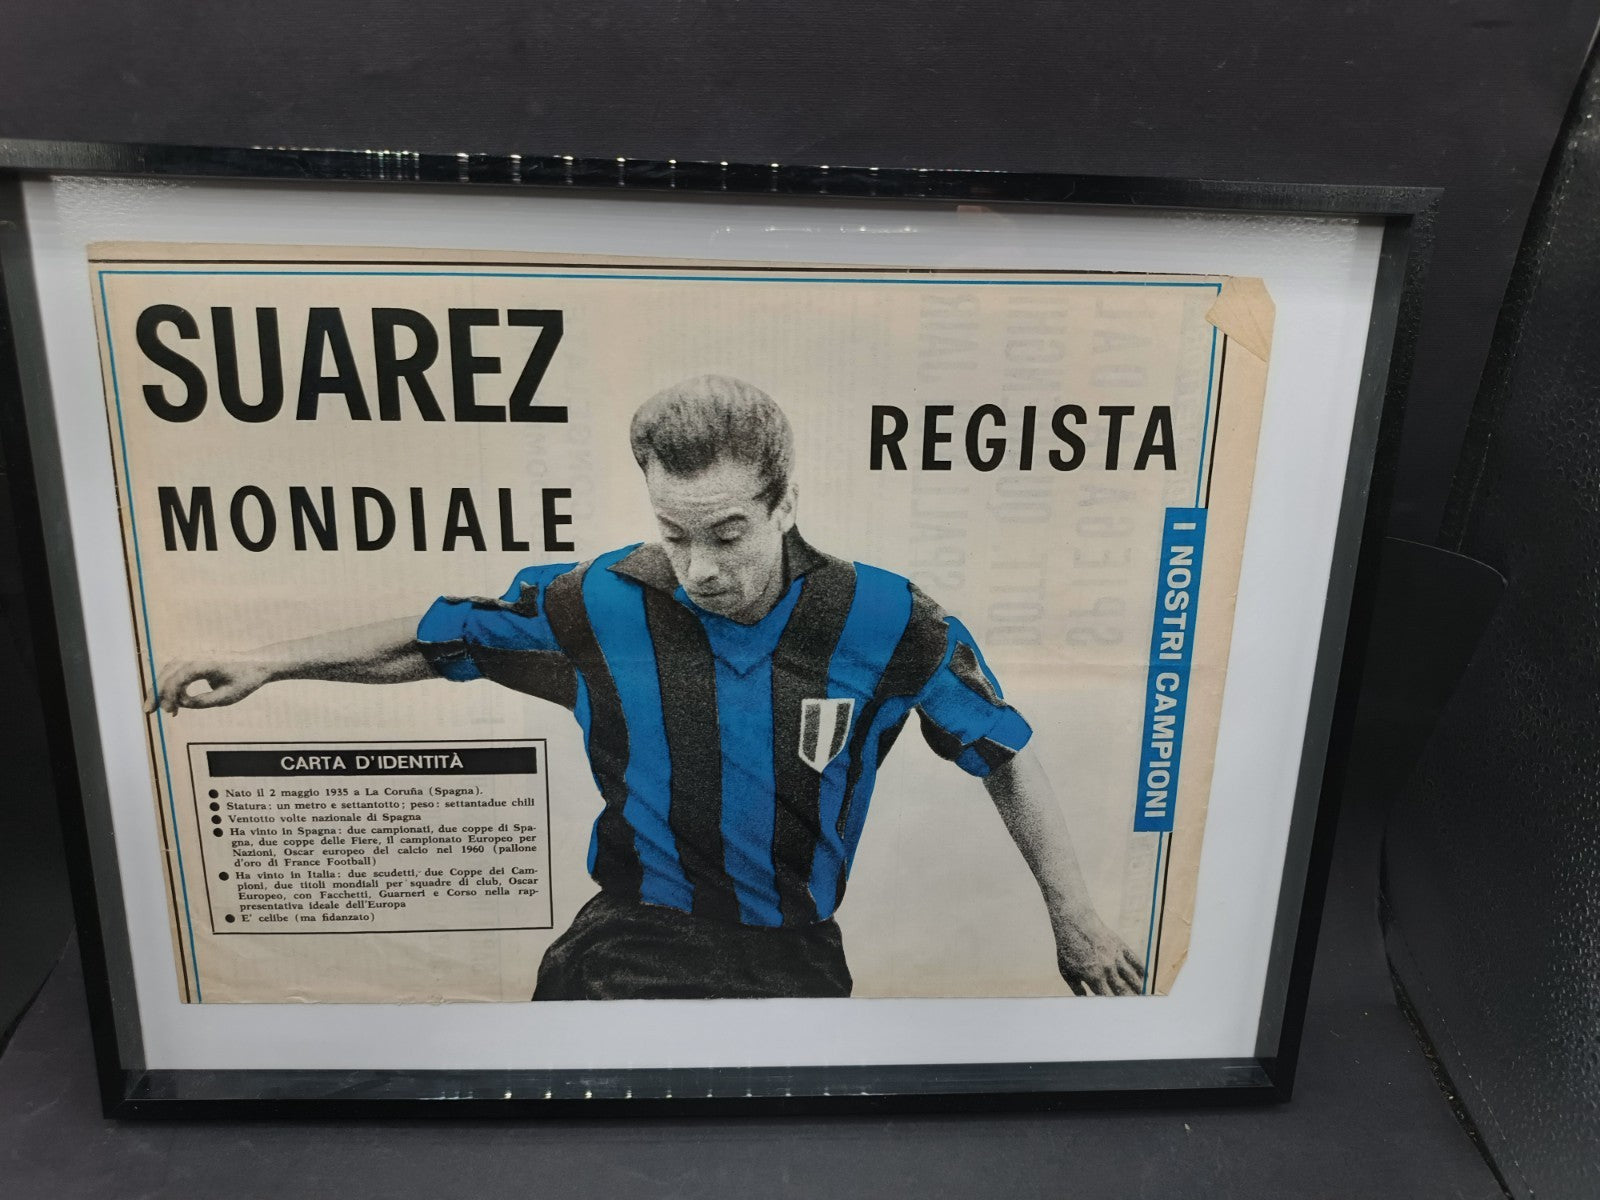 SUAREZ
REGISTA
MONDIALE
I NOSTRI CAMPIONI
CARTA D'IDENTITÀ
● Nato il 2 maggio 1935 a La Coruña (Spagna).
● Statura: un metro e settantotto; peso: settantadue chili
● Ventotto volte nazionale di Spagna
● Ha vinto in Spagna: due campionati, due coppe di Spa-
gna, due coppe delle Fiere, il campionato Europeo per
Nazioni, Oscar europeo del calcio nel 1960 (pallone
d'oro di France Football)
● Ha vinto in Italia: due scudetti, due Coppe dei Cam-
pioni, due titoli mondiali per squadre di club, Oscar
Europeo, con Facchetti, Guarneri e Corso nella rap-
presentativa ideale dell'Europa
● E' celibe (ma fidanzato)